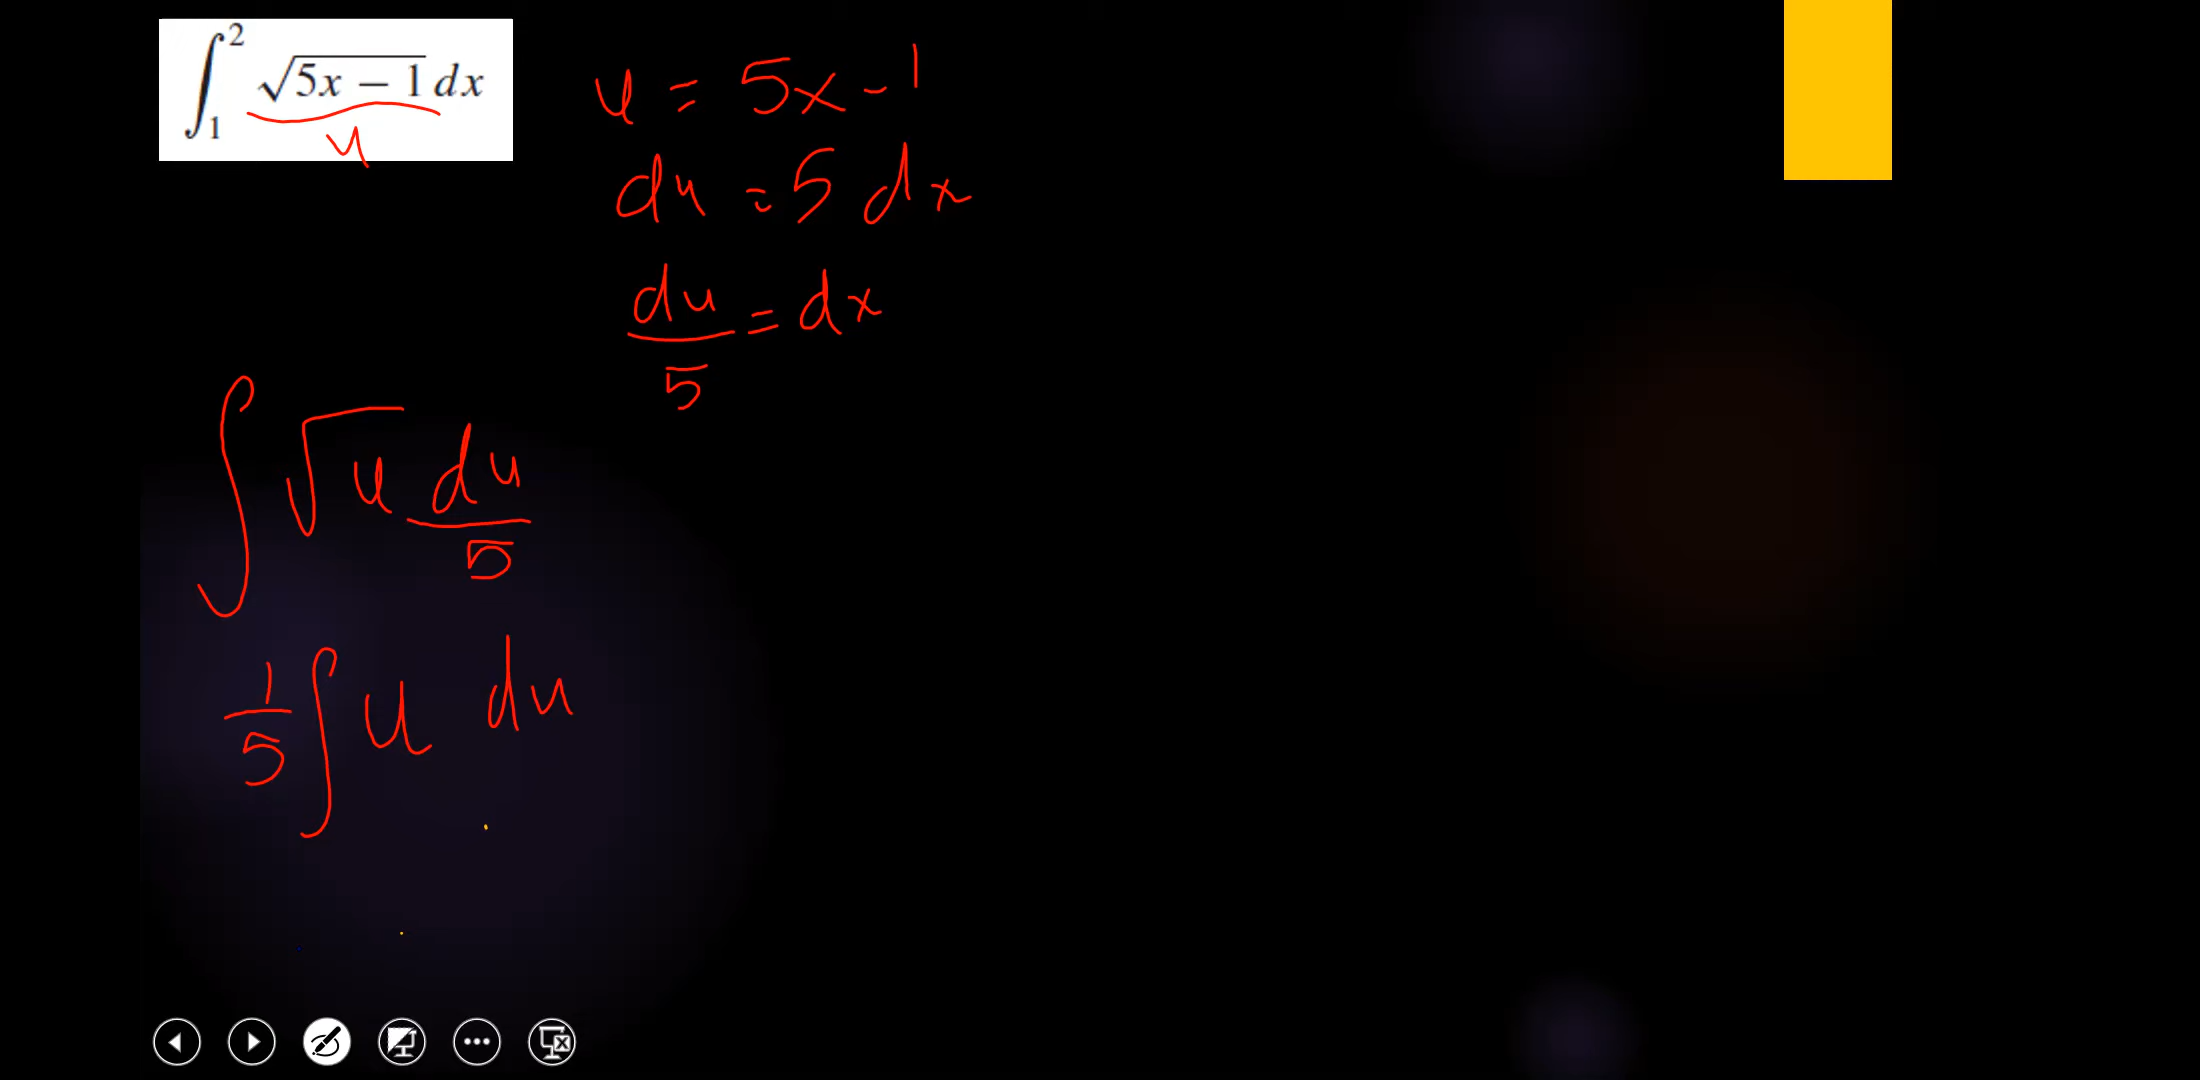 ∫₁² √(5x − 1) dx
u
u = 5x - 1
du = 5 dx
du/5 = dx
∫ √u du/5
1/5 ∫ u du